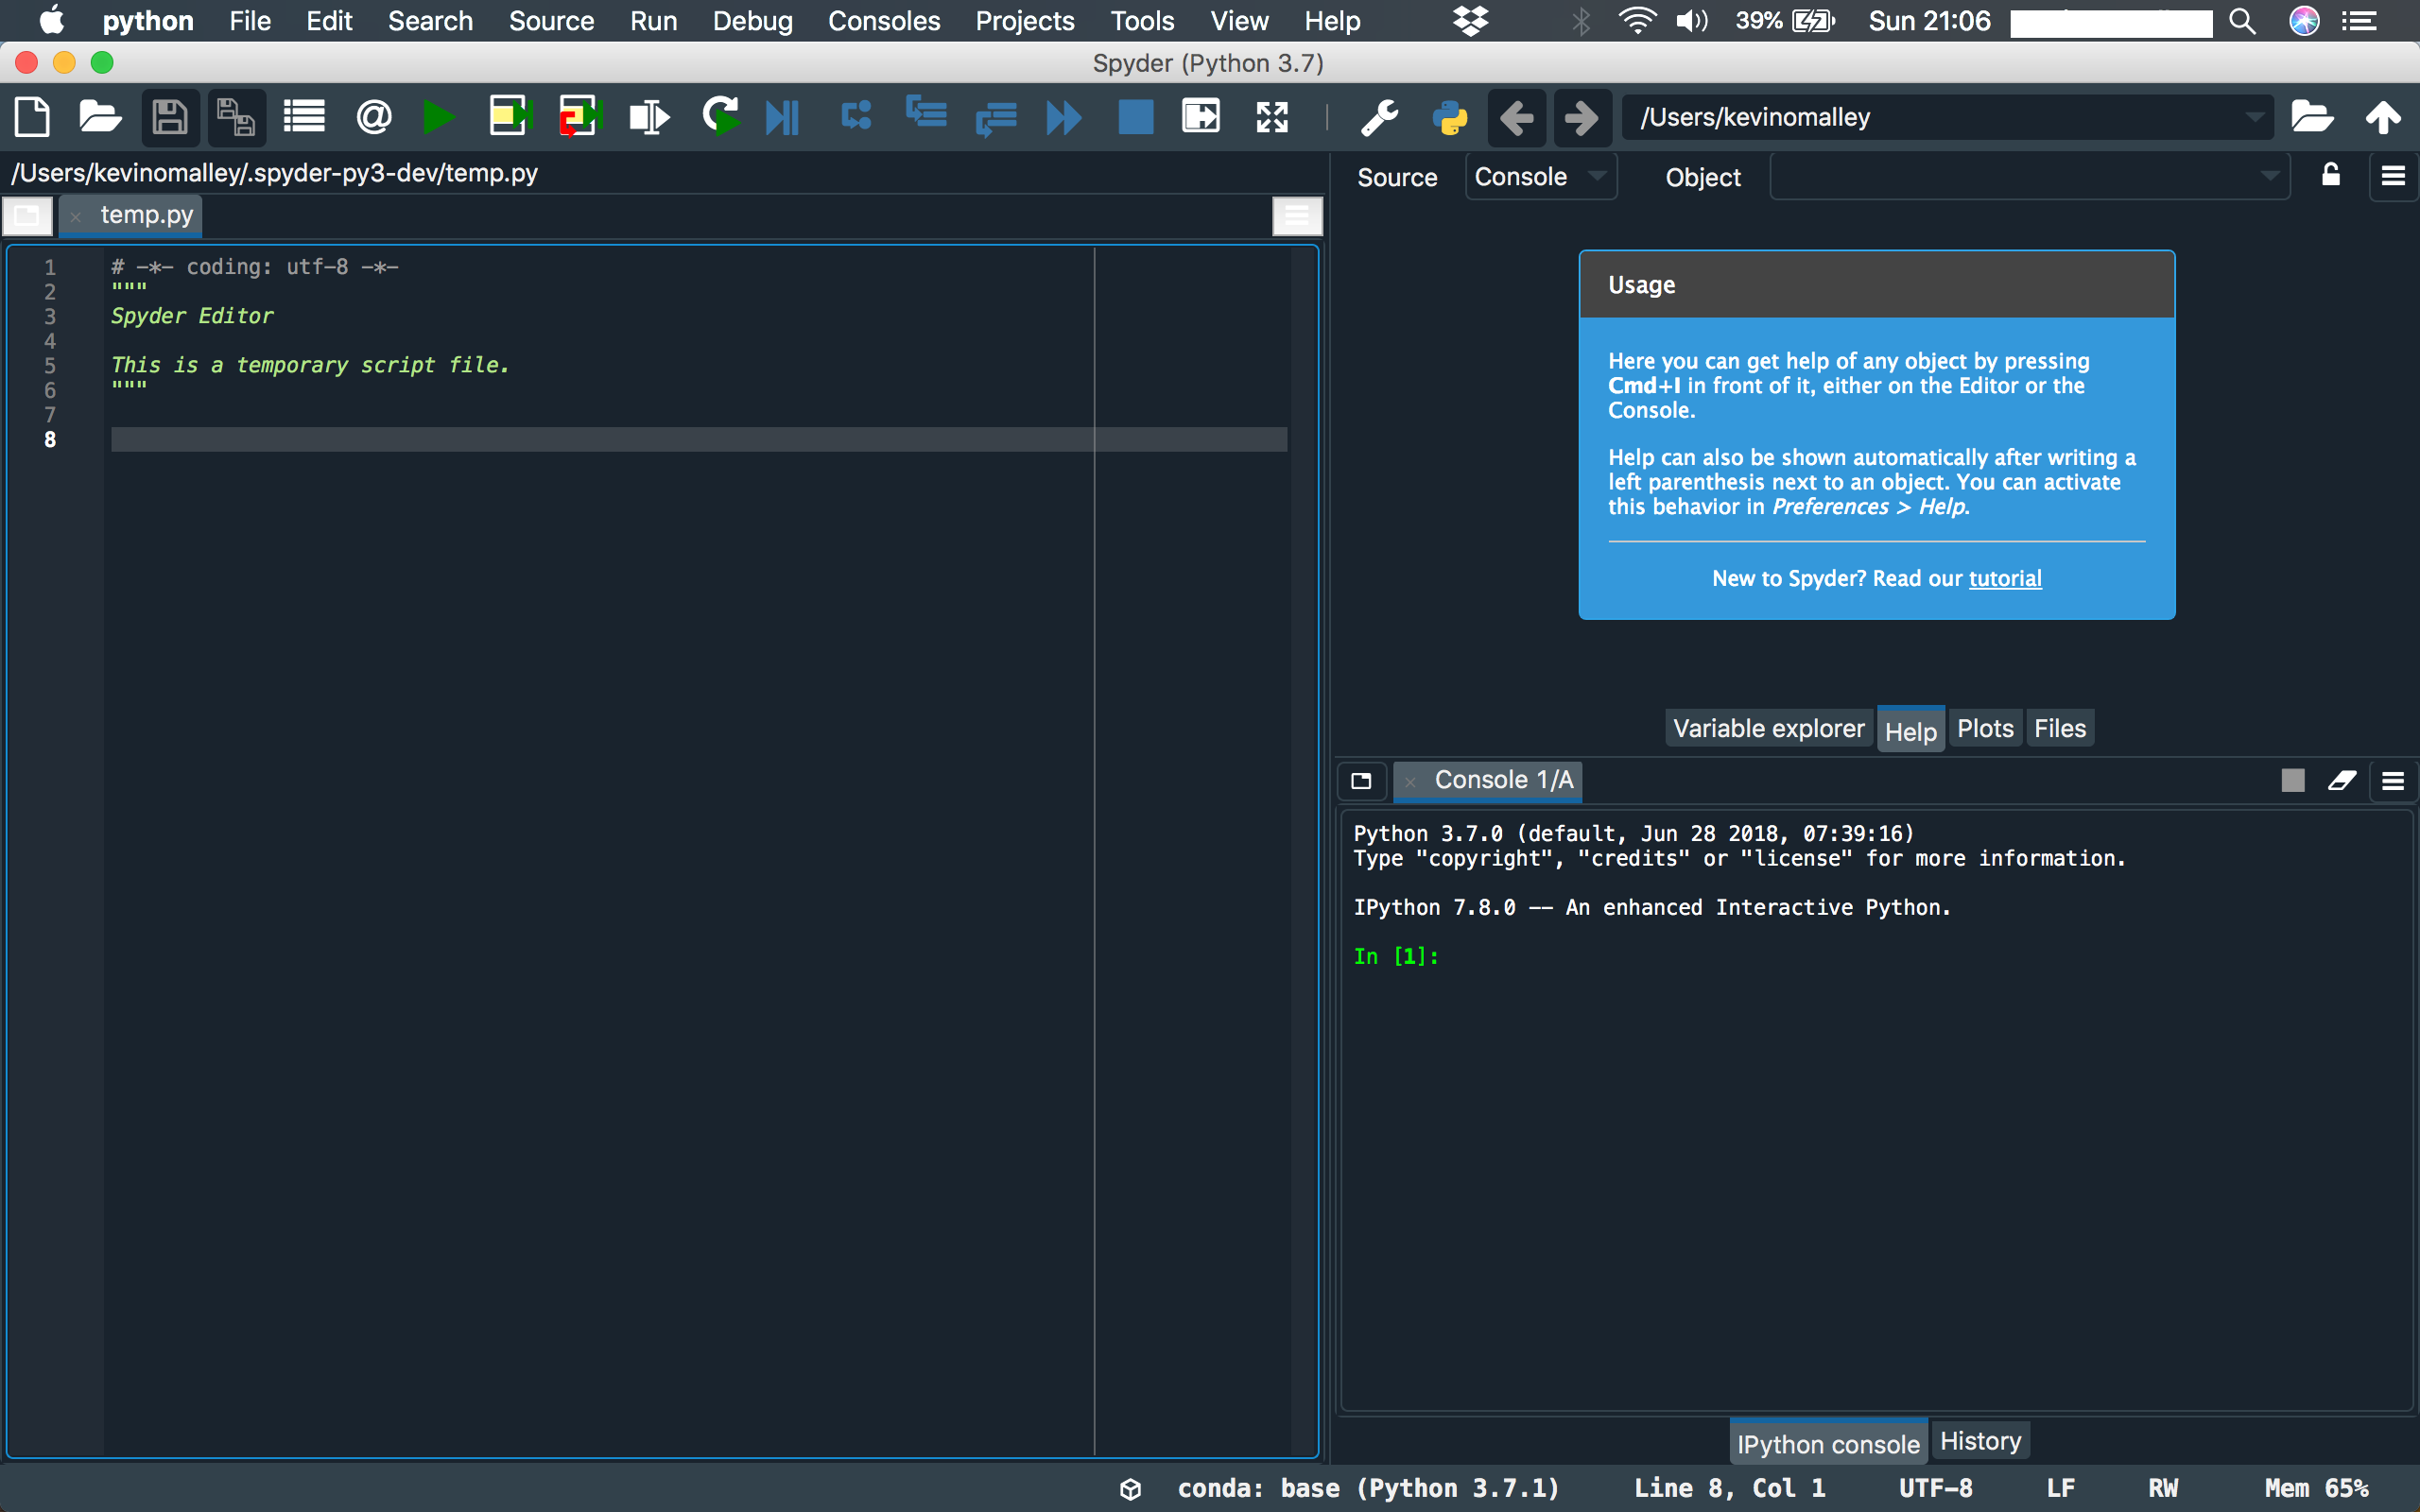 python File Edit Search Source Run Debug Consoles Projects Tools View Help 39% Sun 21:06
Spyder (Python 3.7)
/Users/kevinomalley
/Users/kevinomalley/.spyder-py3-dev/temp.py
temp.py
1 # -*- coding: utf-8 -*-
2 """
3 Spyder Editor
4
5 This is a temporary script file.
6 """
7
8
Source Console Object
Usage
Here you can get help of any object by pressing
Cmd+I in front of it, either on the Editor or the
Console.
Help can also be shown automatically after writing a
left parenthesis next to an object. You can activate
this behavior in Preferences > Help.
New to Spyder? Read our tutorial
Variable explorer Help Plots Files
Console 1/A
Python 3.7.0 (default, Jun 28 2018, 07:39:16)
Type "copyright", "credits" or "license" for more information.
IPython 7.8.0 -- An enhanced Interactive Python.
In [1]:
IPython console History
conda: base (Python 3.7.1) Line 8, Col 1 UTF-8 LF RW Mem 65%